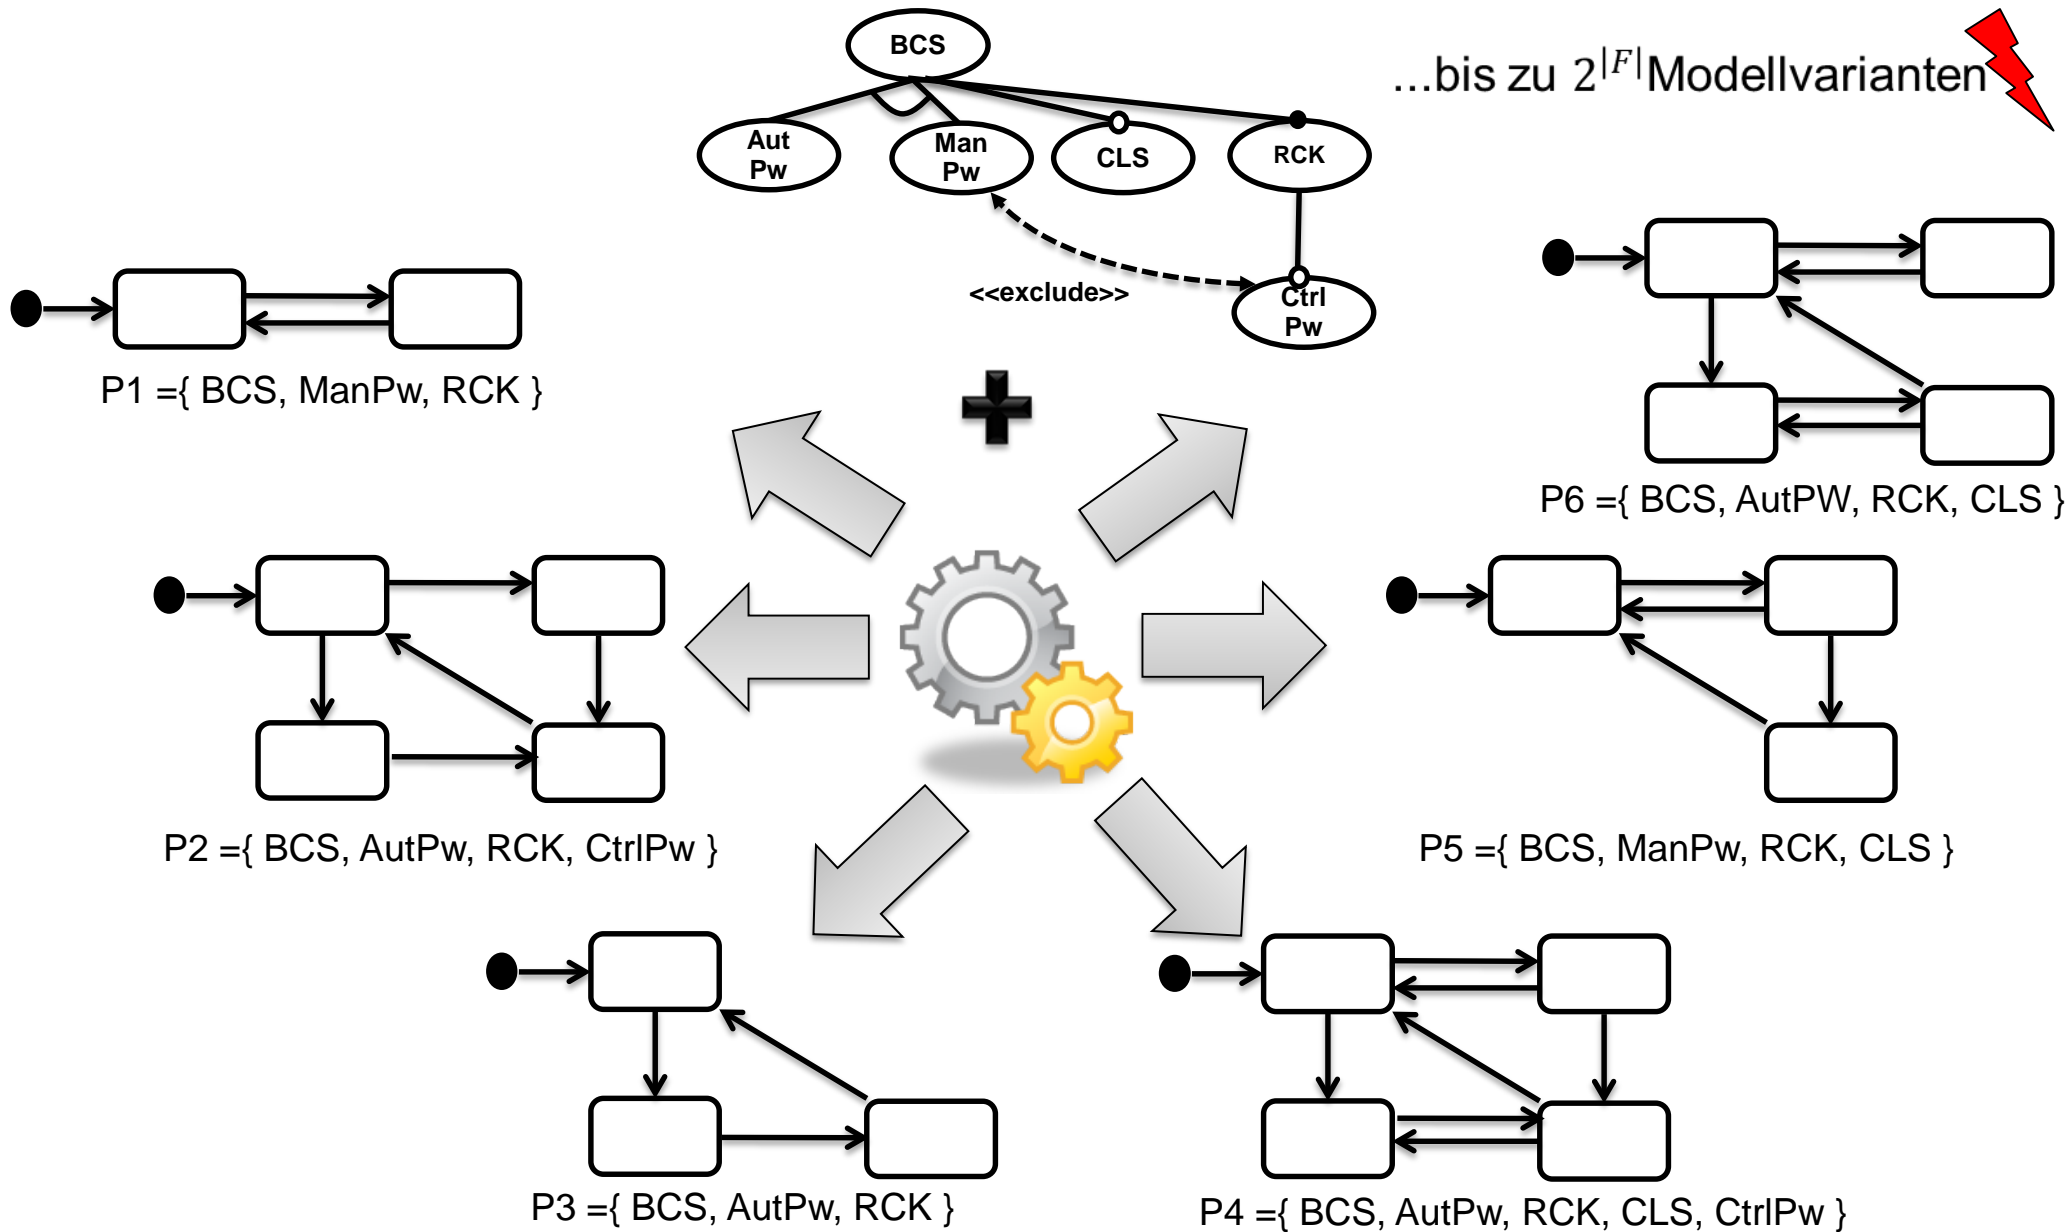 BCS
...bis zu 2^{|F|} Modellvarianten
Aut
Pw
Man
Pw
CLS
RCK
<<exclude>>
Ctrl
Pw
P1 ={ BCS, ManPw, RCK }
P6 ={ BCS, AutPW, RCK, CLS }
P2 ={ BCS, AutPw, RCK, CtrlPw }
P5 ={ BCS, ManPw, RCK, CLS }
P3 ={ BCS, AutPw, RCK }
P4 ={ BCS, AutPw, RCK, CLS, CtrlPw }